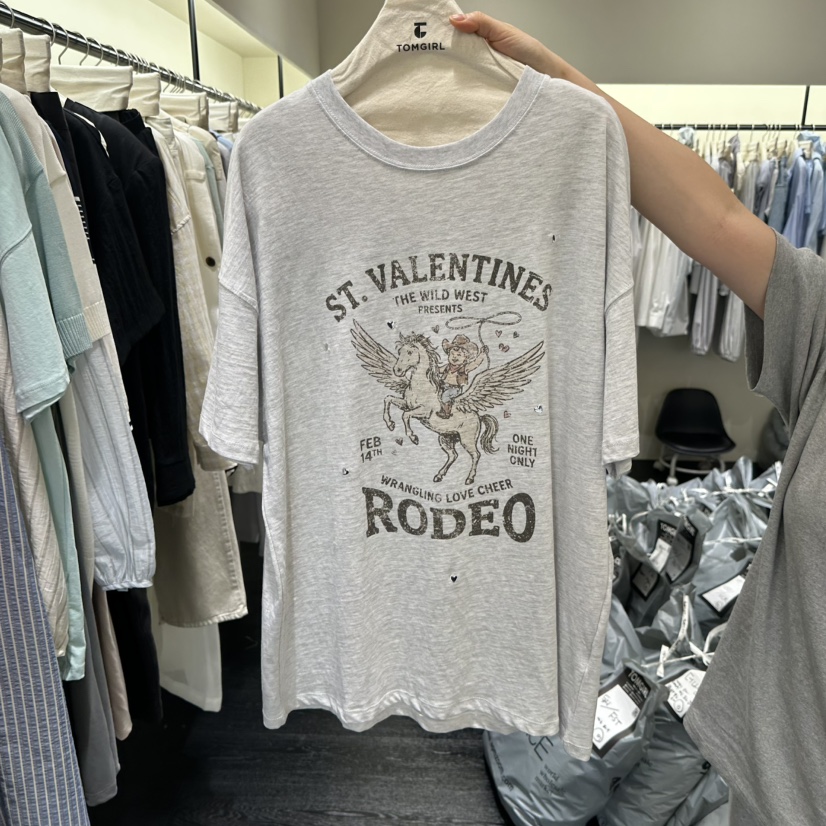 TOMGIRL
ST. VALENTINES
THE WILD WEST
PRESENTS
FEB
14TH
ONE
NIGHT
ONLY
WRANGLING LOVE CHEER
RODEO